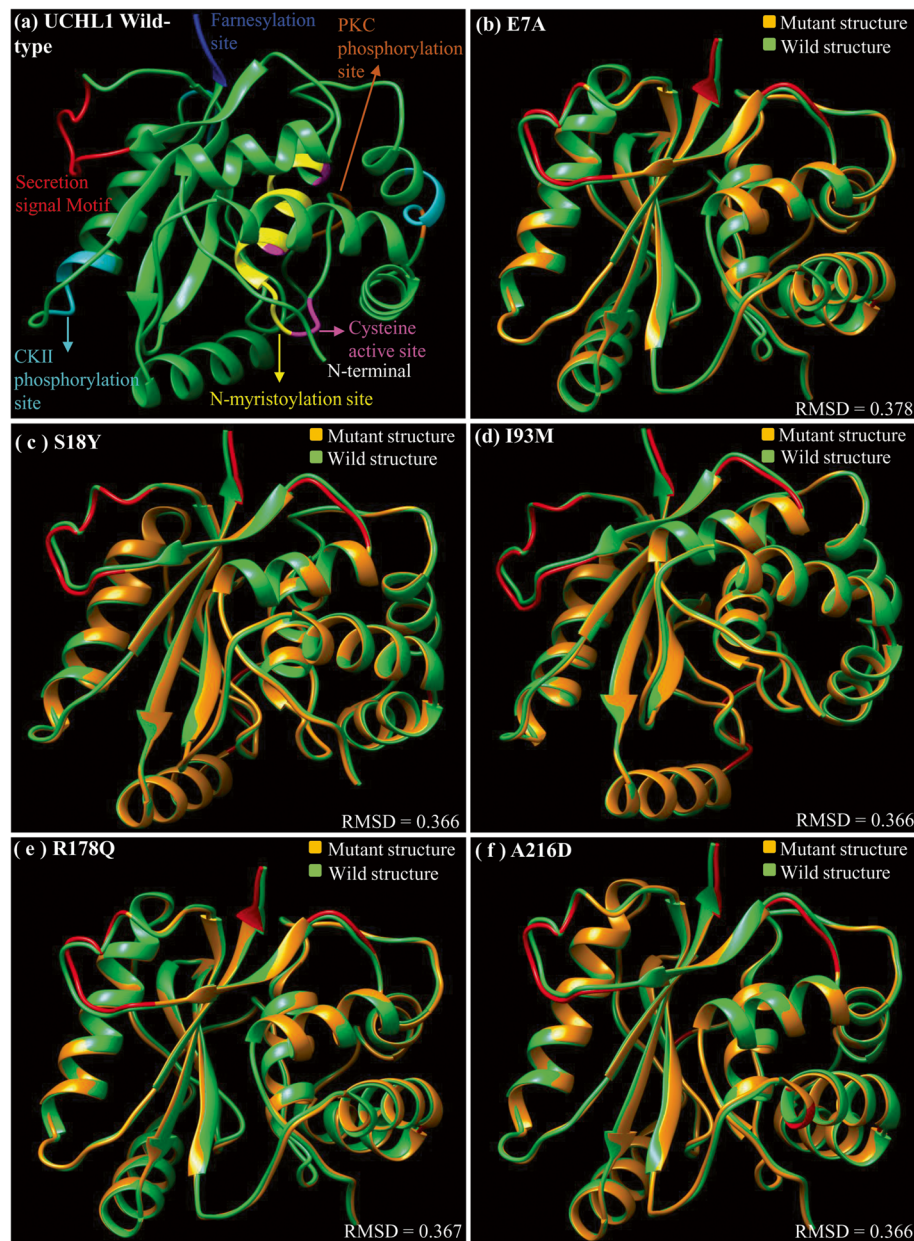 (a) UCHL1 Wild-
type
Farnesylation
site
PKC
phosphorylation
site
Secretion
signal Motif
CKII
phosphorylation
site
Cysteine
active site
N-terminal
N-myristoylation site
(b) E7A
Mutant structure
Wild structure
RMSD = 0.378
( c ) S18Y
Mutant structure
Wild structure
RMSD = 0.366
(d) I93M
Mutant structure
Wild structure
RMSD = 0.366
( e ) R178Q
Mutant structure
Wild structure
RMSD = 0.367
( f ) A216D
Mutant structure
Wild structure
RMSD = 0.366